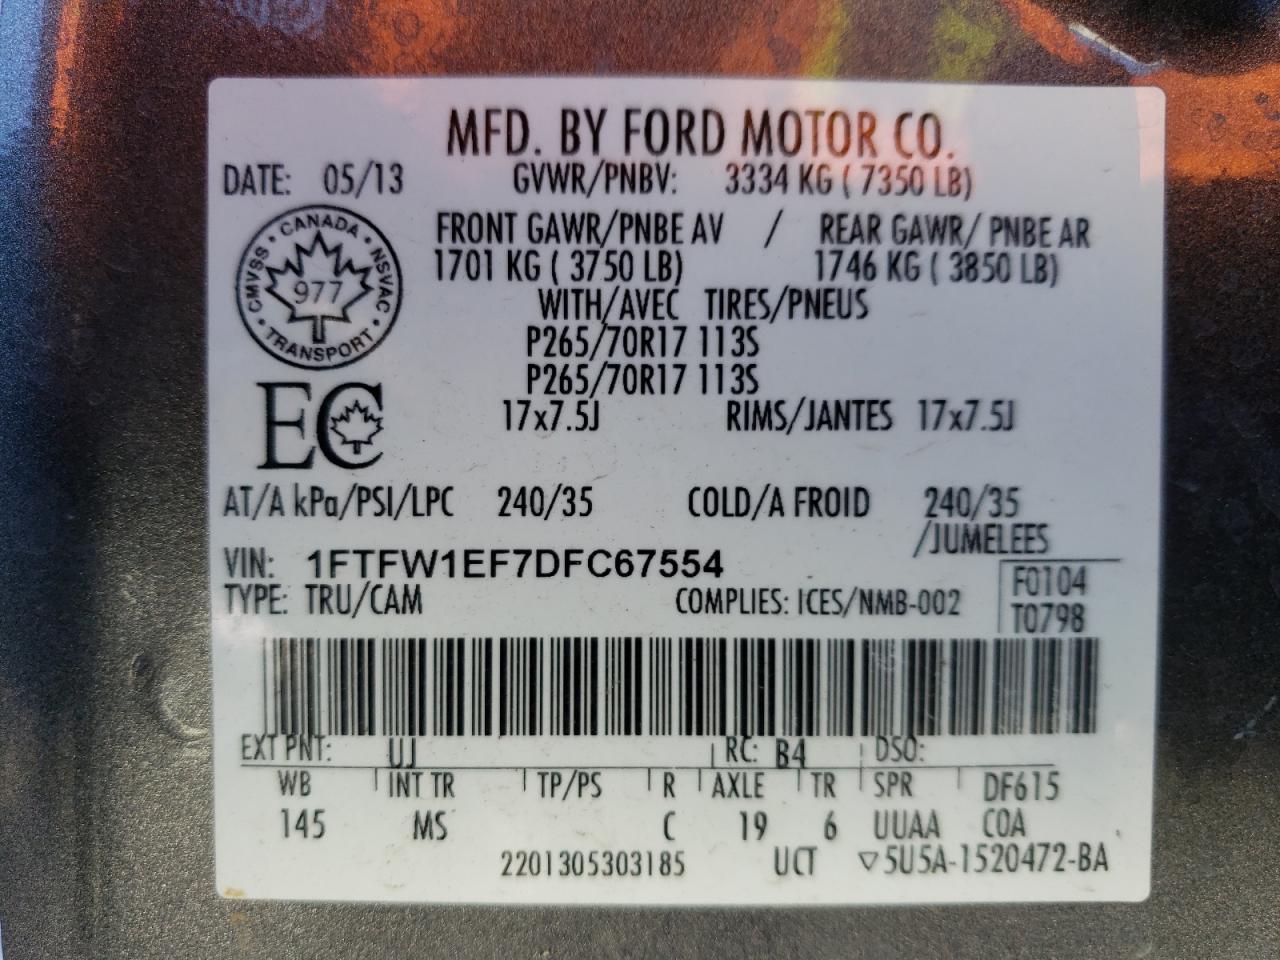 MFD. BY FORD MOTOR CO.
DATE: 05/13 GVWR/PNBV: 3334 KG ( 7350 LB)
CMVSS · CANADA · NSVAC · TRANSPORT ·
977
FRONT GAWR/PNBE AV / REAR GAWR/ PNBE AR
1701 KG ( 3750 LB) 1746 KG ( 3850 LB)
WITH/AVEC TIRES/PNEUS
P265/70R17 113S
P265/70R17 113S
EC
17x7.5J RIMS/JANTES 17x7.5J
AT/A kPa/PSI/LPC 240/35 COLD/A FROID 240/35
/JUMELEES
VIN: 1FTFW1EF7DFC67554
TYPE: TRU/CAM COMPLIES: ICES/NMB-002
F0104
T0798
EXT PNT: UJ RC: B4 DSO:
WB INT TR TP/PS R AXLE TR SPR DF615
145 MS C 19 6 UUAA COA
2201305303185 UCT ▽5U5A-1520472-BA